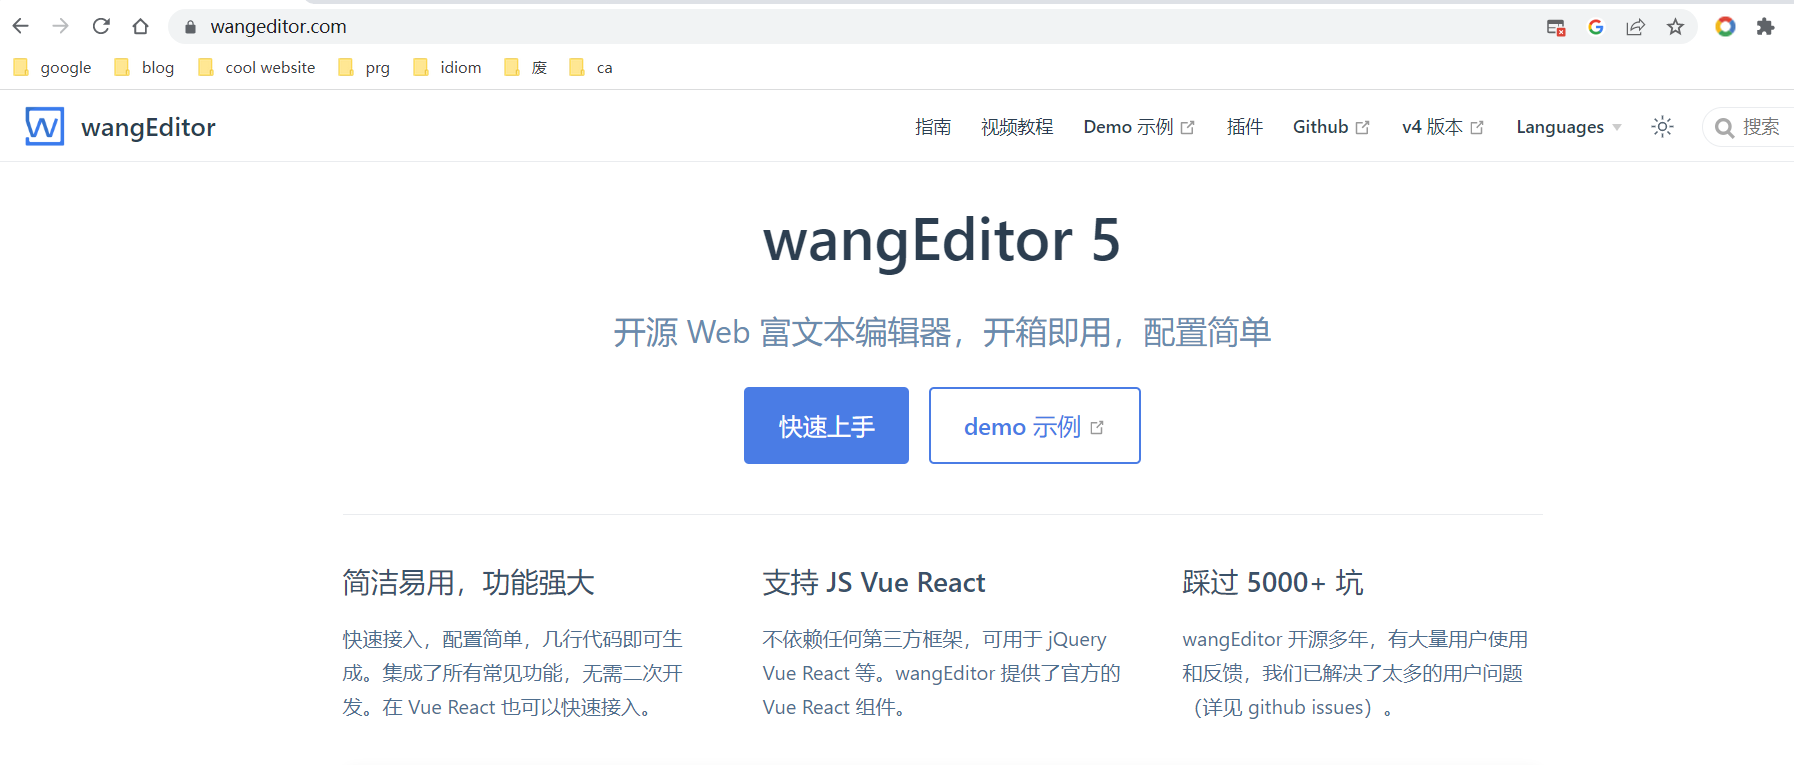 wangeditor.com
google blog cool website prg idiom 废 ca
wangEditor 指南 视频教程 Demo 示例 插件 Github v4 版本 Languages 搜索
wangEditor 5
开源 Web 富文本编辑器，开箱即用，配置简单
快速上手 demo 示例
简洁易用，功能强大
快速接入，配置简单，几行代码即可生
成。集成了所有常见功能，无需二次开
发。在 Vue React 也可以快速接入。
支持 JS Vue React
不依赖任何第三方框架，可用于 jQuery
Vue React 等。wangEditor 提供了官方的
Vue React 组件。
踩过 5000+ 坑
wangEditor 开源多年，有大量用户使用
和反馈，我们已解决了太多的用户问题
（详见 github issues）。